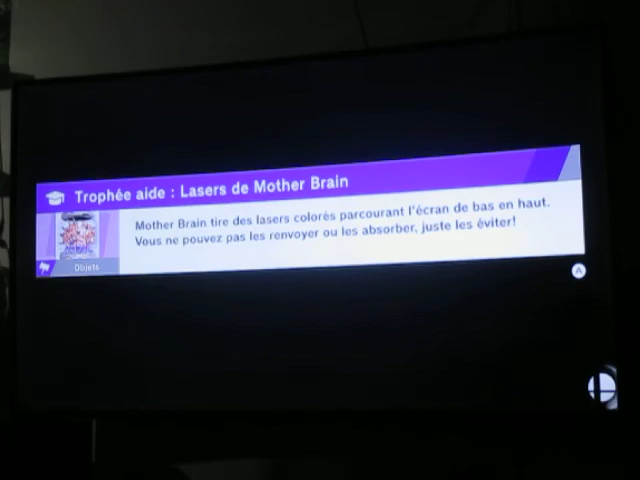 Trophée aide : Lasers de Mother Brain
Mother Brain tire des lasers colorés parcourant l'écran de bas en haut.
Vous ne pouvez pas les renvoyer ou les absorber, juste les éviter!
Objets
A